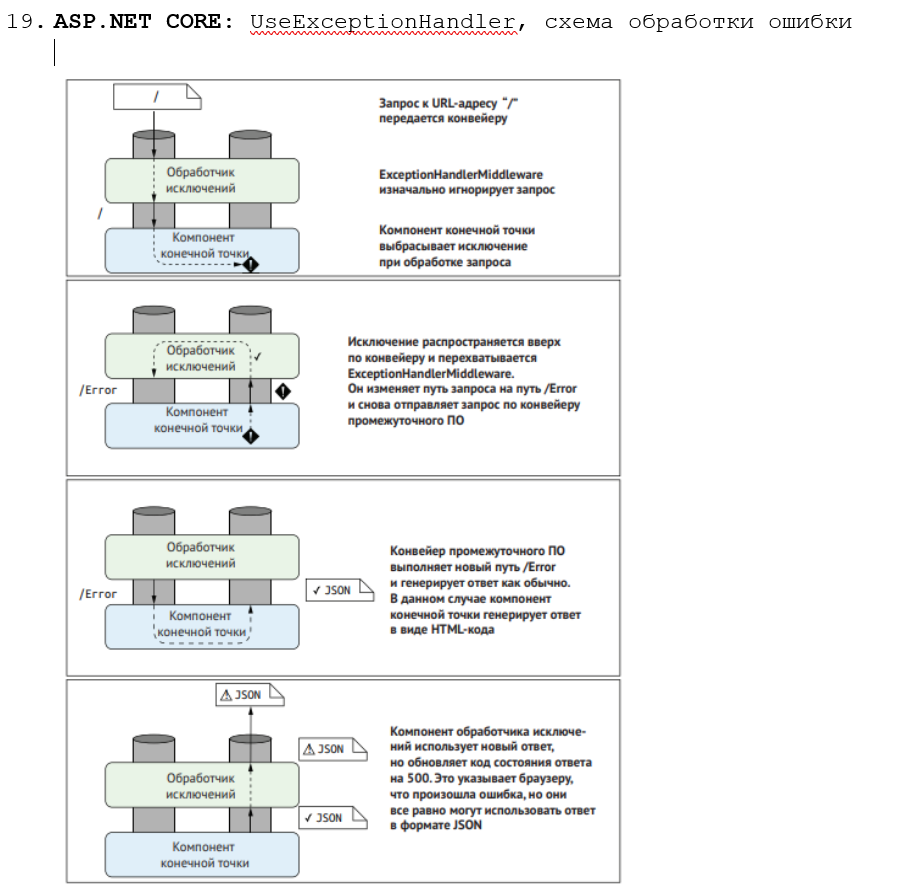 19. ASP.NET CORE: UseExceptionHandler, схема обработки ошибки
/
Запрос к URL-адресу "/"
передается конвейеру
Обработчик
исключений
ExceptionHandlerMiddleware
изначально игнорирует запрос
/
Компонент
конечной точки
Компонент конечной точки
выбрасывает исключение
при обработке запроса
Обработчик
исключений
✓
/Error
Компонент
конечной точки
Исключение распространяется вверх
по конвейеру и перехватывается
ExceptionHandlerMiddleware.
Он изменяет путь запроса на путь /Error
и снова отправляет запрос по конвейеру
промежуточного ПО
Обработчик
исключений
/Error
✓ JSON
Компонент
конечной точки
Конвейер промежуточного ПО
выполняет новый путь /Error
и генерирует ответ как обычно.
В данном случае компонент
конечной точки генерирует ответ
в виде HTML-кода
⚠ JSON
⚠ JSON
Обработчик
исключений
✓ JSON
Компонент
конечной точки
Компонент обработчика исключе-
ний использует новый ответ,
но обновляет код состояния ответа
на 500. Это указывает браузеру,
что произошла ошибка, но они
все равно могут использовать ответ
в формате JSON